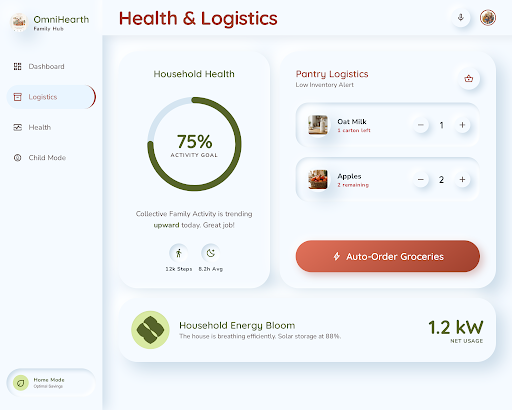 OmniHearth
Family Hub
Dashboard
Logistics
Health
Child Mode
Home Mode
Optimal Savings
Health & Logistics
Household Health
75%
ACTIVITY GOAL
Collective Family Activity is trending
upward today. Great job!
12k Steps
8.2h Avg
Pantry Logistics
Low Inventory Alert
Oat Milk
1 carton left
− 1 +
Apples
2 remaining
− 2 +
Auto-Order Groceries
Household Energy Bloom
The house is breathing efficiently. Solar storage at 88%.
1.2 kW
NET USAGE